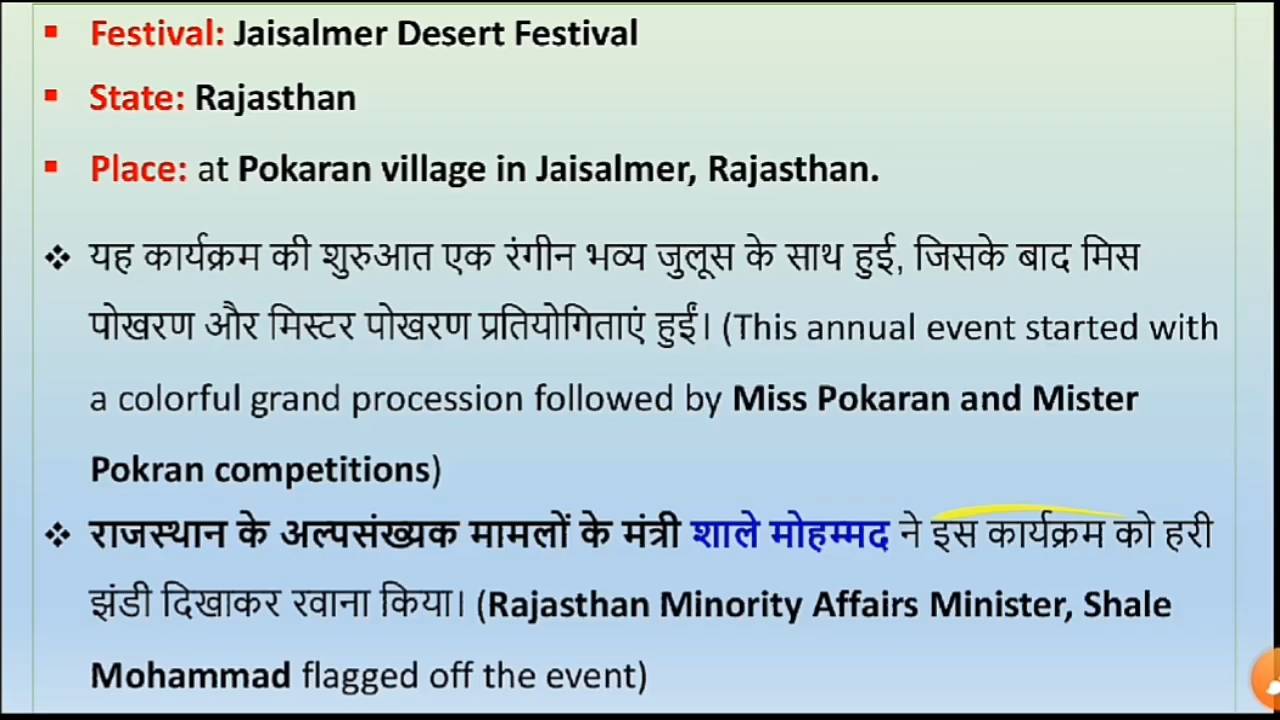 ▪ Festival: Jaisalmer Desert Festival
▪ State: Rajasthan
▪ Place: at Pokaran village in Jaisalmer, Rajasthan.
❖ यह कार्यक्रम की शुरुआत एक रंगीन भव्य जुलूस के साथ हुई, जिसके बाद मिस
पोखरण और मिस्टर पोखरण प्रतियोगिताएं हुईं। (This annual event started with
a colorful grand procession followed by Miss Pokaran and Mister
Pokran competitions)
❖ राजस्थान के अल्पसंख्यक मामलों के मंत्री शाले मोहम्मद ने इस कार्यक्रम को हरी
झंडी दिखाकर रवाना किया। (Rajasthan Minority Affairs Minister, Shale
Mohammad flagged off the event)